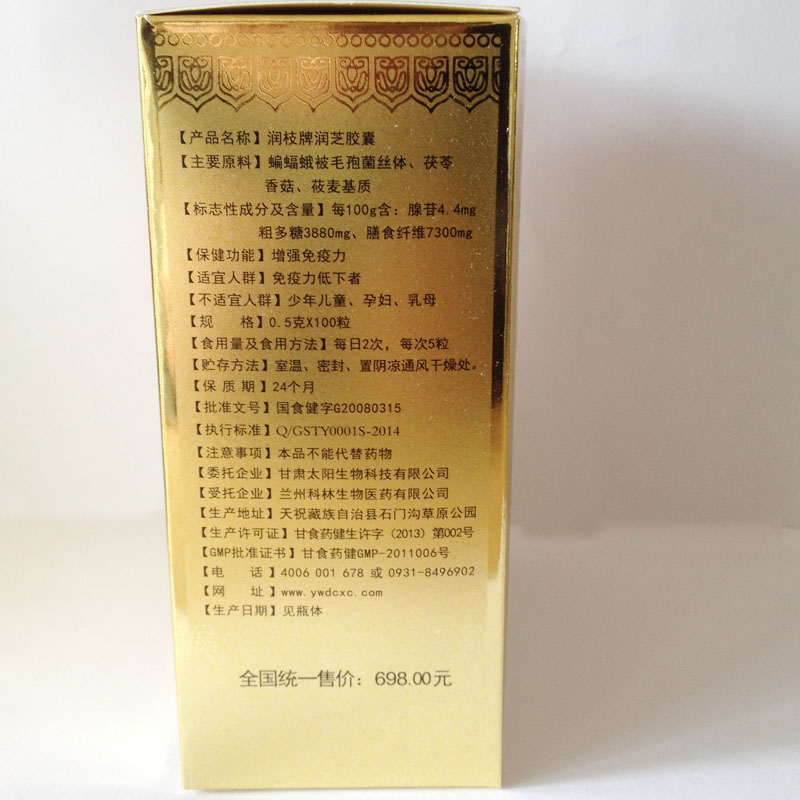 【产品名称】润枝牌润芝胶囊
【主要原料】蝙蝠蛾被毛孢菌丝体、茯苓
香菇、莜麦基质
【标志性成分及含量】每100g含：腺苷4.4mg
粗多糖3880mg、膳食纤维7300mg
【保健功能】增强免疫力
【适宜人群】免疫力低下者
【不适宜人群】少年儿童、孕妇、乳母
【规 格】0.5克X100粒
【食用量及食用方法】每日2次，每次5粒
【贮存方法】室温、密封、置阴凉通风干燥处。
【保 质 期】24个月
【批准文号】国食健字G20080315
【执行标准】Q/GSTY0001S-2014
【注意事项】本品不能代替药物
【委托企业】甘肃太阳生物科技有限公司
【受托企业】兰州科林生物医药有限公司
【生产地址】天祝藏族自治县石门沟草原公园
【生产许可证】甘食药健生许字（2013）第002号
【GMP批准证书】甘食药健GMP-2011006号
【电 话】4006 001 678 或 0931-8496902
【网 址】www.ywdcxc.com
【生产日期】见瓶体
全国统一售价：698.00元